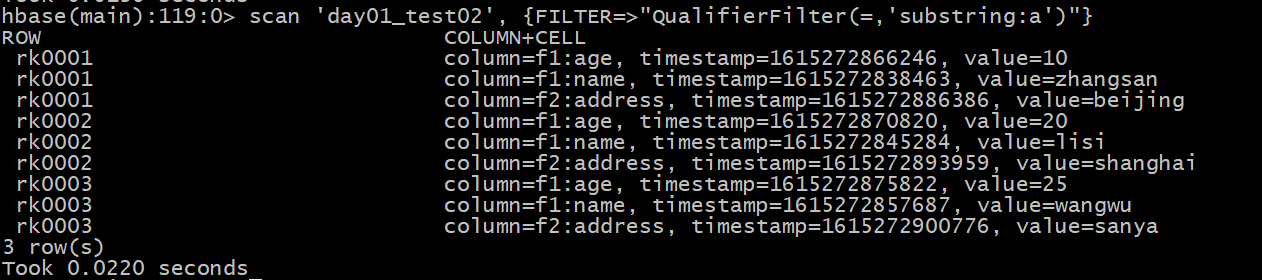 Took 0.0150 seconds
hbase(main):119:0> scan 'day01_test02', {FILTER=>"QualifierFilter(=,'substring:a')"}
ROW                          COLUMN+CELL
 rk0001                      column=f1:age, timestamp=1615272866246, value=10
 rk0001                      column=f1:name, timestamp=1615272838463, value=zhangsan
 rk0001                      column=f2:address, timestamp=1615272886386, value=beijing
 rk0002                      column=f1:age, timestamp=1615272870820, value=20
 rk0002                      column=f1:name, timestamp=1615272845284, value=lisi
 rk0002                      column=f2:address, timestamp=1615272893959, value=shanghai
 rk0003                      column=f1:age, timestamp=1615272875822, value=25
 rk0003                      column=f1:name, timestamp=1615272857687, value=wangwu
 rk0003                      column=f2:address, timestamp=1615272900776, value=sanya
3 row(s)
Took 0.0220 seconds